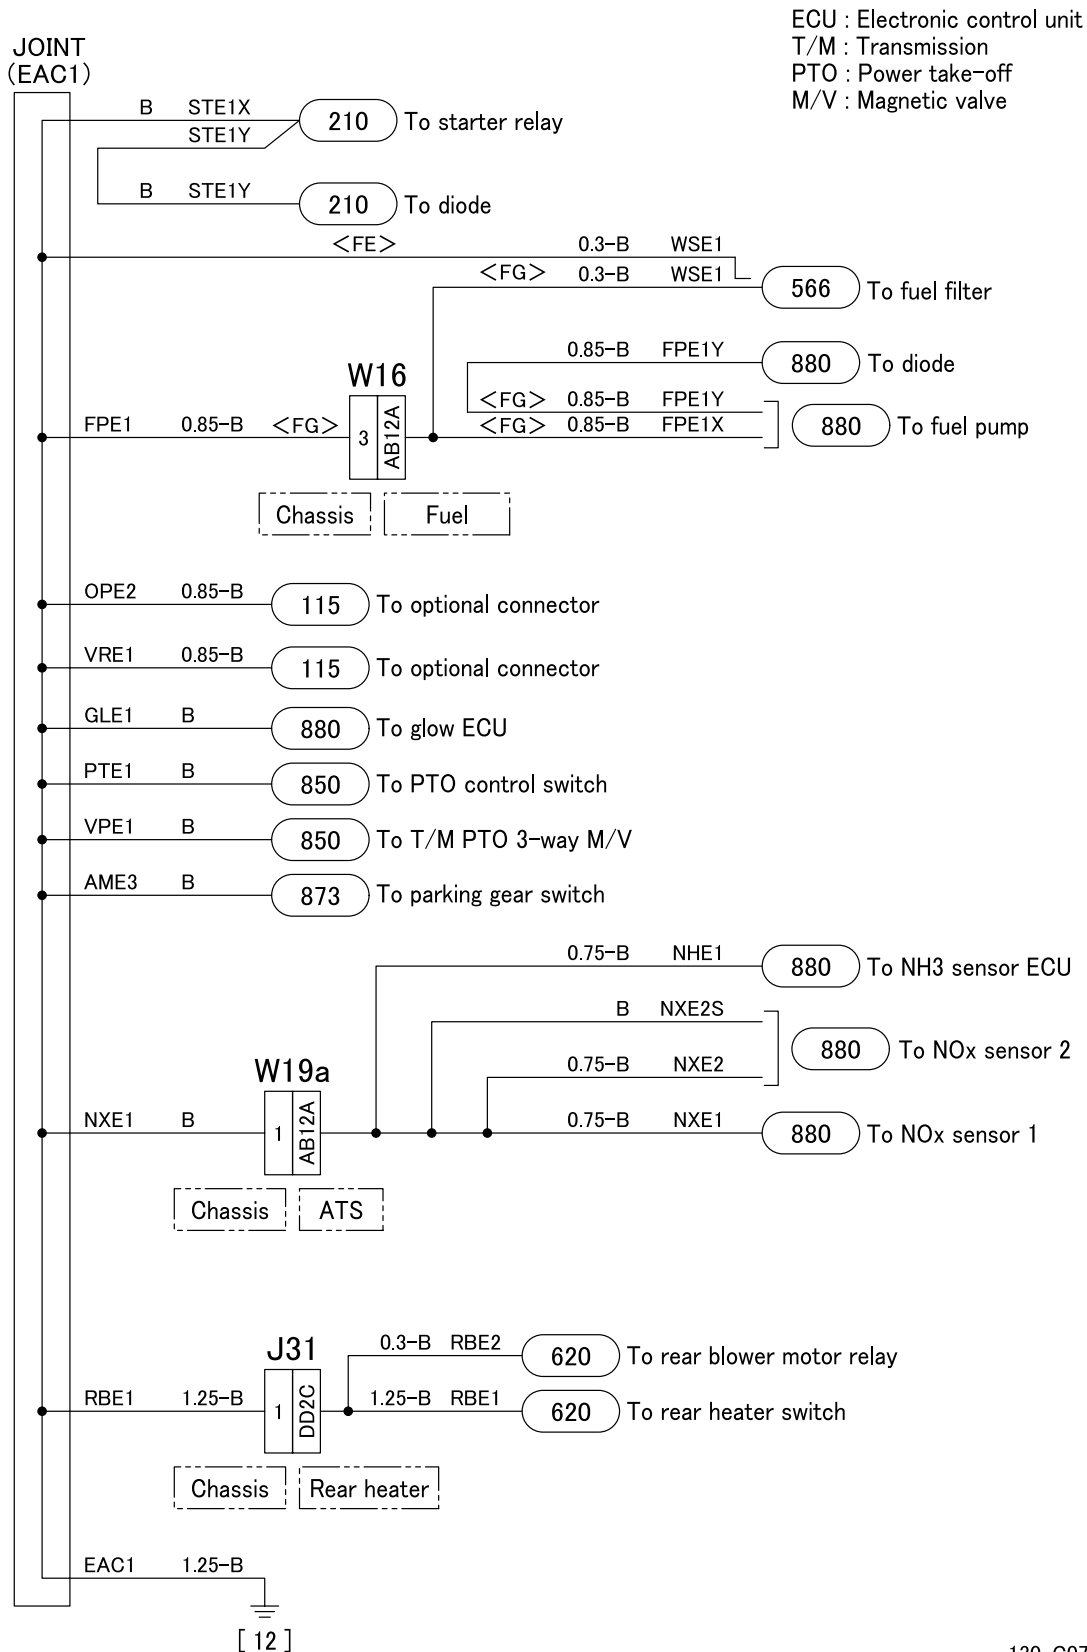 ECU : Electronic control unit
T/M : Transmission
PTO : Power take-off
M/V : Magnetic valve
JOINT
(EAC1)
B STE1X 210 To starter relay
STE1Y
B STE1Y 210 To diode
<FE> 0.3-B WSE1
<FG> 0.3-B WSE1 566 To fuel filter
0.85-B FPE1Y 880 To diode
W16
<FG> 0.85-B FPE1Y
FPE1 0.85-B <FG> 3 AB12A <FG> 0.85-B FPE1X 880 To fuel pump
Chassis Fuel
OPE2 0.85-B 115 To optional connector
VRE1 0.85-B 115 To optional connector
GLE1 B 880 To glow ECU
PTE1 B 850 To PTO control switch
VPE1 B 850 To T/M PTO 3-way M/V
AME3 B 873 To parking gear switch
0.75-B NHE1 880 To NH3 sensor ECU
B NXE2S
880 To NOx sensor 2
0.75-B NXE2
W19a
NXE1 B 1 AB12A 0.75-B NXE1 880 To NOx sensor 1
Chassis ATS
J31
0.3-B RBE2 620 To rear blower motor relay
RBE1 1.25-B 1 DD2C 1.25-B RBE1 620 To rear heater switch
Chassis Rear heater
EAC1 1.25-B
[ 12 ]